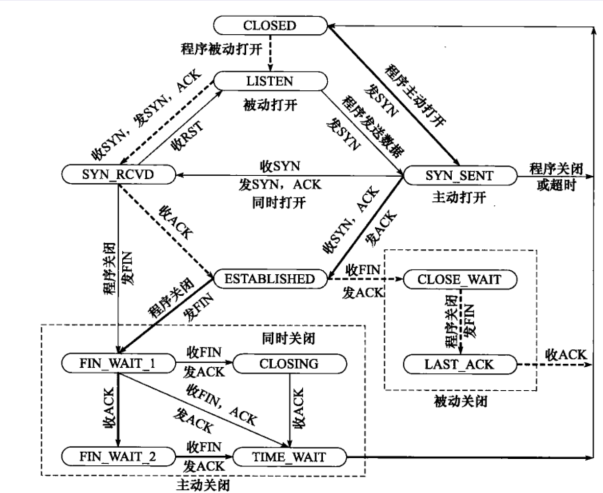 CLOSED
程序被动打开
LISTEN
被动打开
收SYN，发SYN，ACK
收RST
程序发送数据
发SYN
程序主动打开
发SYN
SYN_RCVD
收SYN
发SYN，ACK
同时打开
SYN_SENT
主动打开
程序关闭
或超时
收ACK
收SYN，ACK
发ACK
程序关闭
发FIN
ESTABLISHED
收FIN
发ACK
CLOSE_WAIT
程序关闭
发FIN
程序关闭
发FIN
LAST_ACK
收ACK
被动关闭
同时关闭
FIN_WAIT_1
收FIN
发ACK
CLOSING
收ACK
收FIN，ACK
发ACK
收ACK
FIN_WAIT_2
收FIN
发ACK
TIME_WAIT
主动关闭